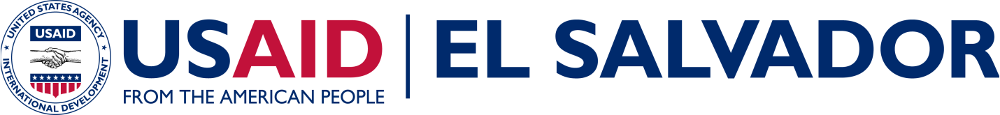 UNITED STATES AGENCY
USAID
INTERNATIONAL DEVELOPMENT
USAID
FROM THE AMERICAN PEOPLE
EL SALVADOR